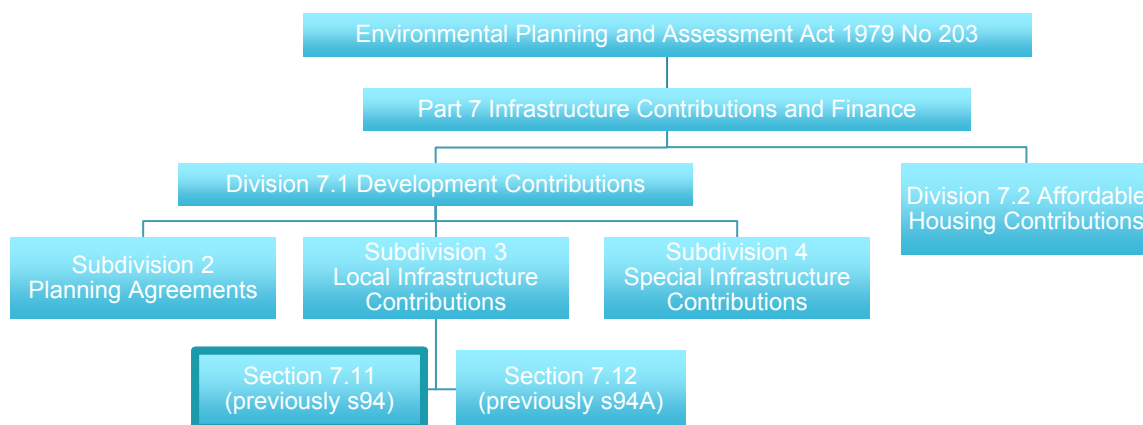 Environmental Planning and Assessment Act 1979 No 203
Part 7 Infrastructure Contributions and Finance
Division 7.1 Development Contributions
Division 7.2 Affordable
Housing Contributions
Subdivision 2
Planning Agreements
Subdivision 3
Local Infrastructure
Contributions
Subdivision 4
Special Infrastructure
Contributions
Section 7.11
(previously s94)
Section 7.12
(previously s94A)